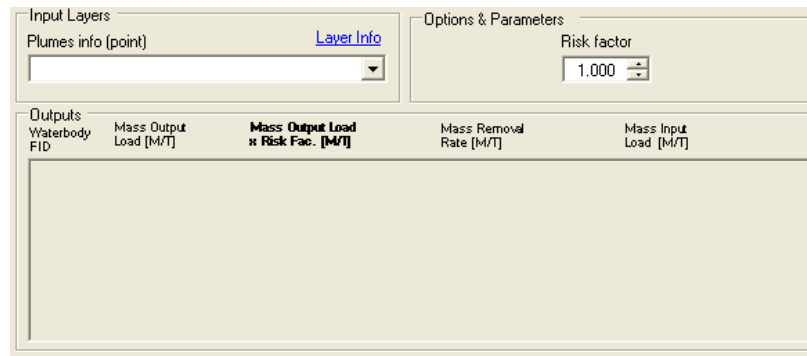 Input Layers
Plumes info (point)
Layer Info
Options & Parameters
Risk factor
1.000
Outputs
Waterbody
FID
Mass Output
Load [M/T]
Mass Output Load
x Risk Fac. [M/T]
Mass Removal
Rate [M/T]
Mass Input
Load [M/T]